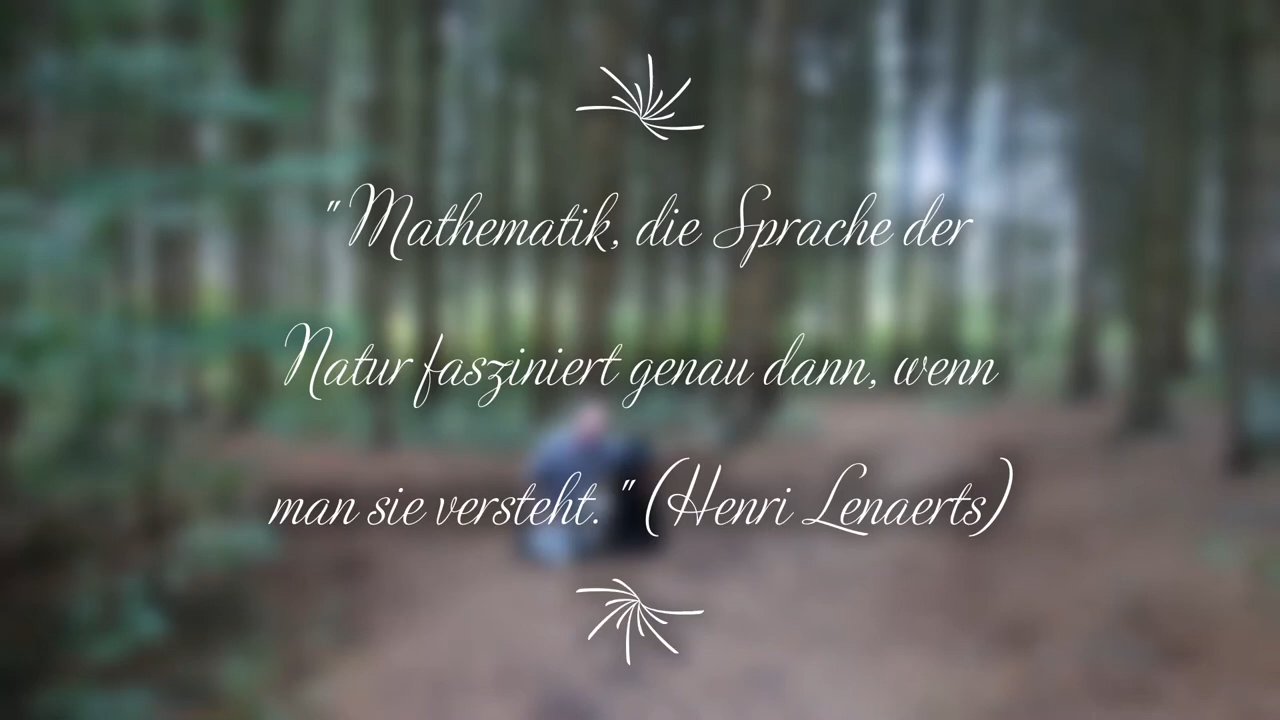 "Mathematik, die Sprache der
Natur fasziniert genau dann, wenn
man sie versteht." (Henri Lenaerts)